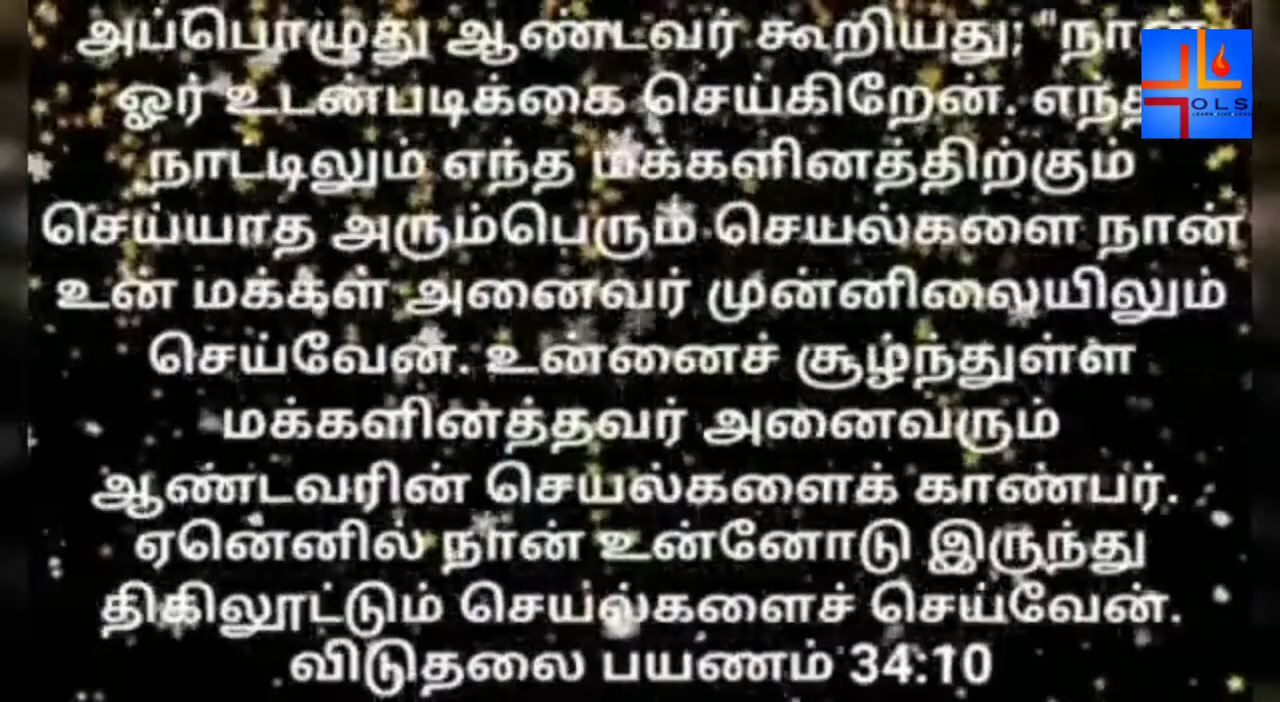 அப்பொழுது ஆண்டவர் கூறியது; "நான்
ஓர் உடன்படிக்கை செய்கிறேன். எந்த
நாட்டிலும் எந்த மக்களினத்திற்கும்
செய்யாத அரும்பெரும் செயல்களை நான்
உன் மக்கள் அனைவர் முன்னிலையிலும்
செய்வேன். உன்னைச் சூழ்ந்துள்ள
மக்களினத்தவர் அனைவரும்
ஆண்டவரின் செயல்களைக் காண்பர்.
ஏனெனில் நான் உன்னோடு இருந்து
திகிலூட்டும் செயல்களைச் செய்வேன்.
விடுதலை பயணம் 34:10
OLS